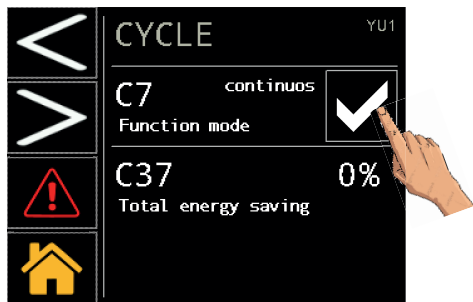 CYCLE YU1
C7 continuos
Function mode
C37 0%
Total energy saving